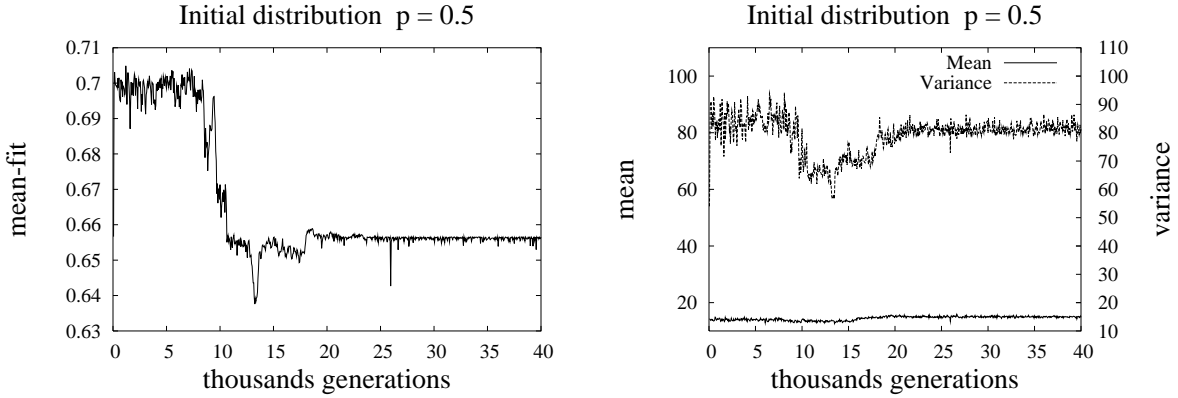 Initial distribution p = 0.5
0.71
0.7
0.69
0.68
0.67
0.66
0.65
0.64
0.63
mean-fit
0 5 10 15 20 25 30 35 40
thousands generations
Initial distribution p = 0.5
Mean
Variance
100
80
60
40
20
mean
110
100
90
80
70
60
50
40
30
20
10
variance
0 5 10 15 20 25 30 35 40
thousands generations